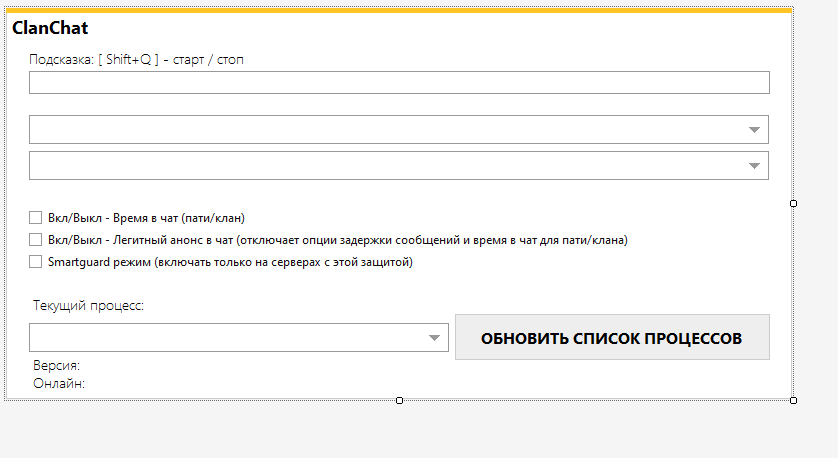 ClanChat
Подсказка: [ Shift+Q ] - старт / стоп
Вкл/Выкл - Время в чат (пати/клан)
Вкл/Выкл - Легитный анонс в чат (отключает опции задержки сообщений и время в чат для пати/клана)
Smartguard режим (включать только на серверах с этой защитой)
Текущий процесс:
ОБНОВИТЬ СПИСОК ПРОЦЕССОВ
Версия:
Онлайн: